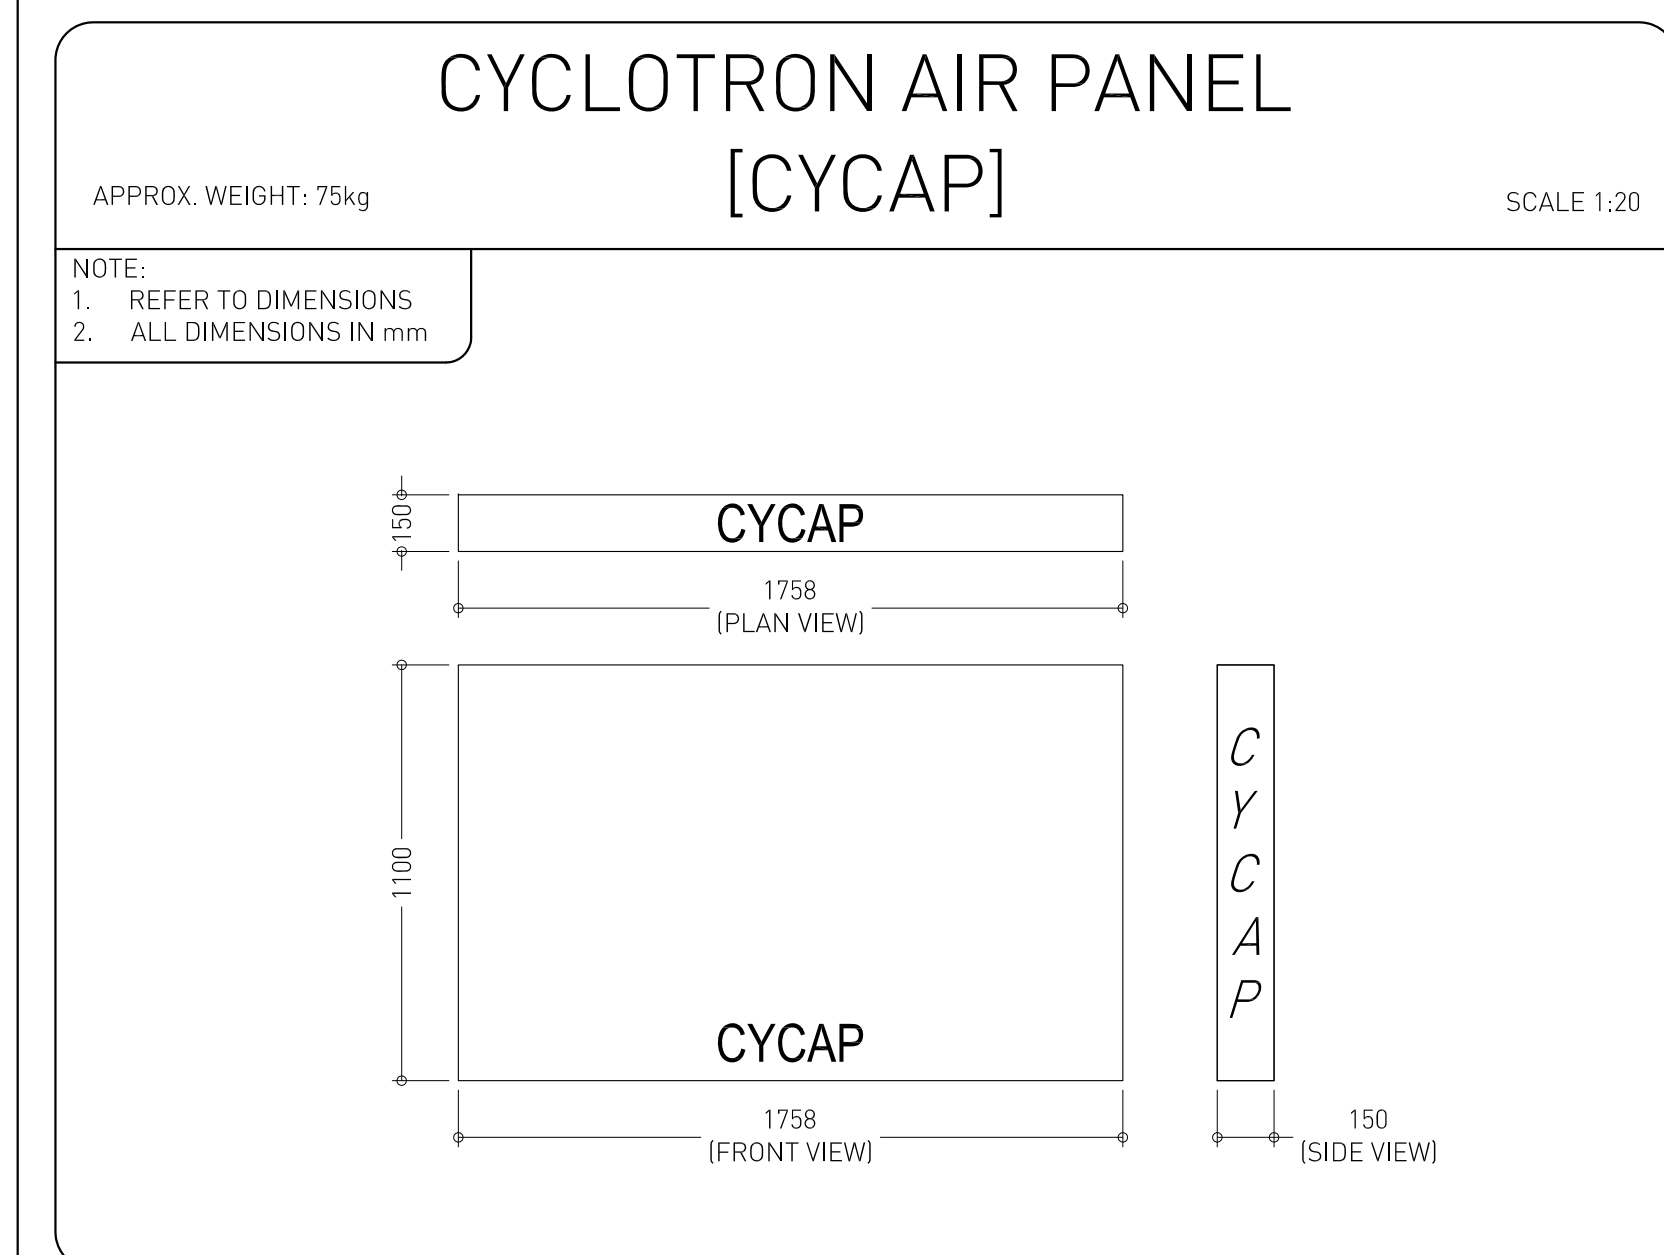 CYCLOTRON AIR PANEL
[CYCAP]
APPROX. WEIGHT: 75kg
SCALE 1:20
NOTE:
1. REFER TO DIMENSIONS
2. ALL DIMENSIONS IN mm
150
CYCAP
1758
(PLAN VIEW)
1100
CYCAP
CYCAP
1758
(FRONT VIEW)
150
(SIDE VIEW)